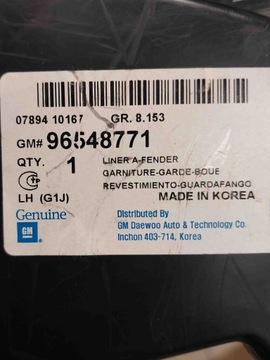 07894 10167 GR. 8.153
GM# 96548771
QTY. 1 LINER A-FENDER
GARNITURE-GARDE-BOUE
REVESTIMIENTO-GUARDAFANGO
MADE IN KOREA
LH (G1J)
Genuine
GM
Distributed By
GM Daewoo Auto & Technology Co.
Inchon 403-714, Korea